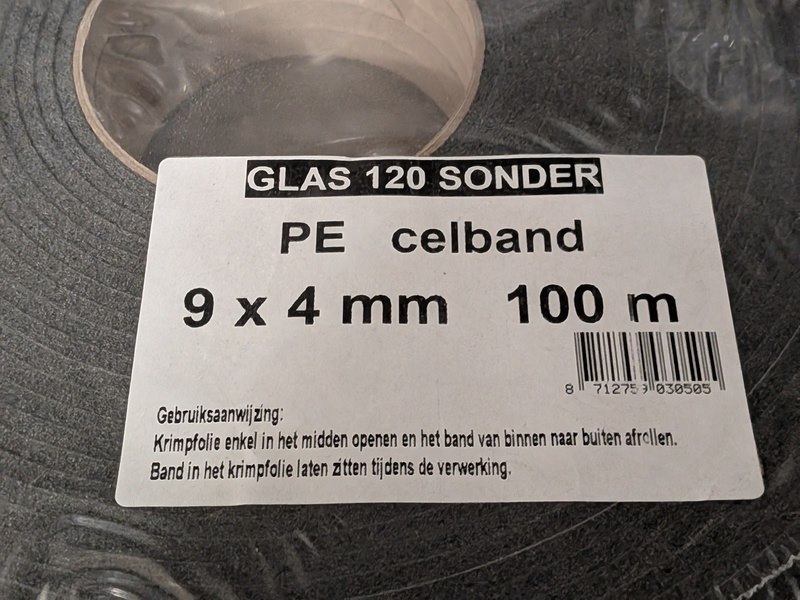 GLAS 120 SONDER
PE celband
9 x 4 mm 100 m
8 712759 030505
Gebruiksaanwijzing:
Krimpfolie enkel in het midden openen en het band van binnen naar buiten afrollen.
Band in het krimpfolie laten zitten tijdens de verwerking.